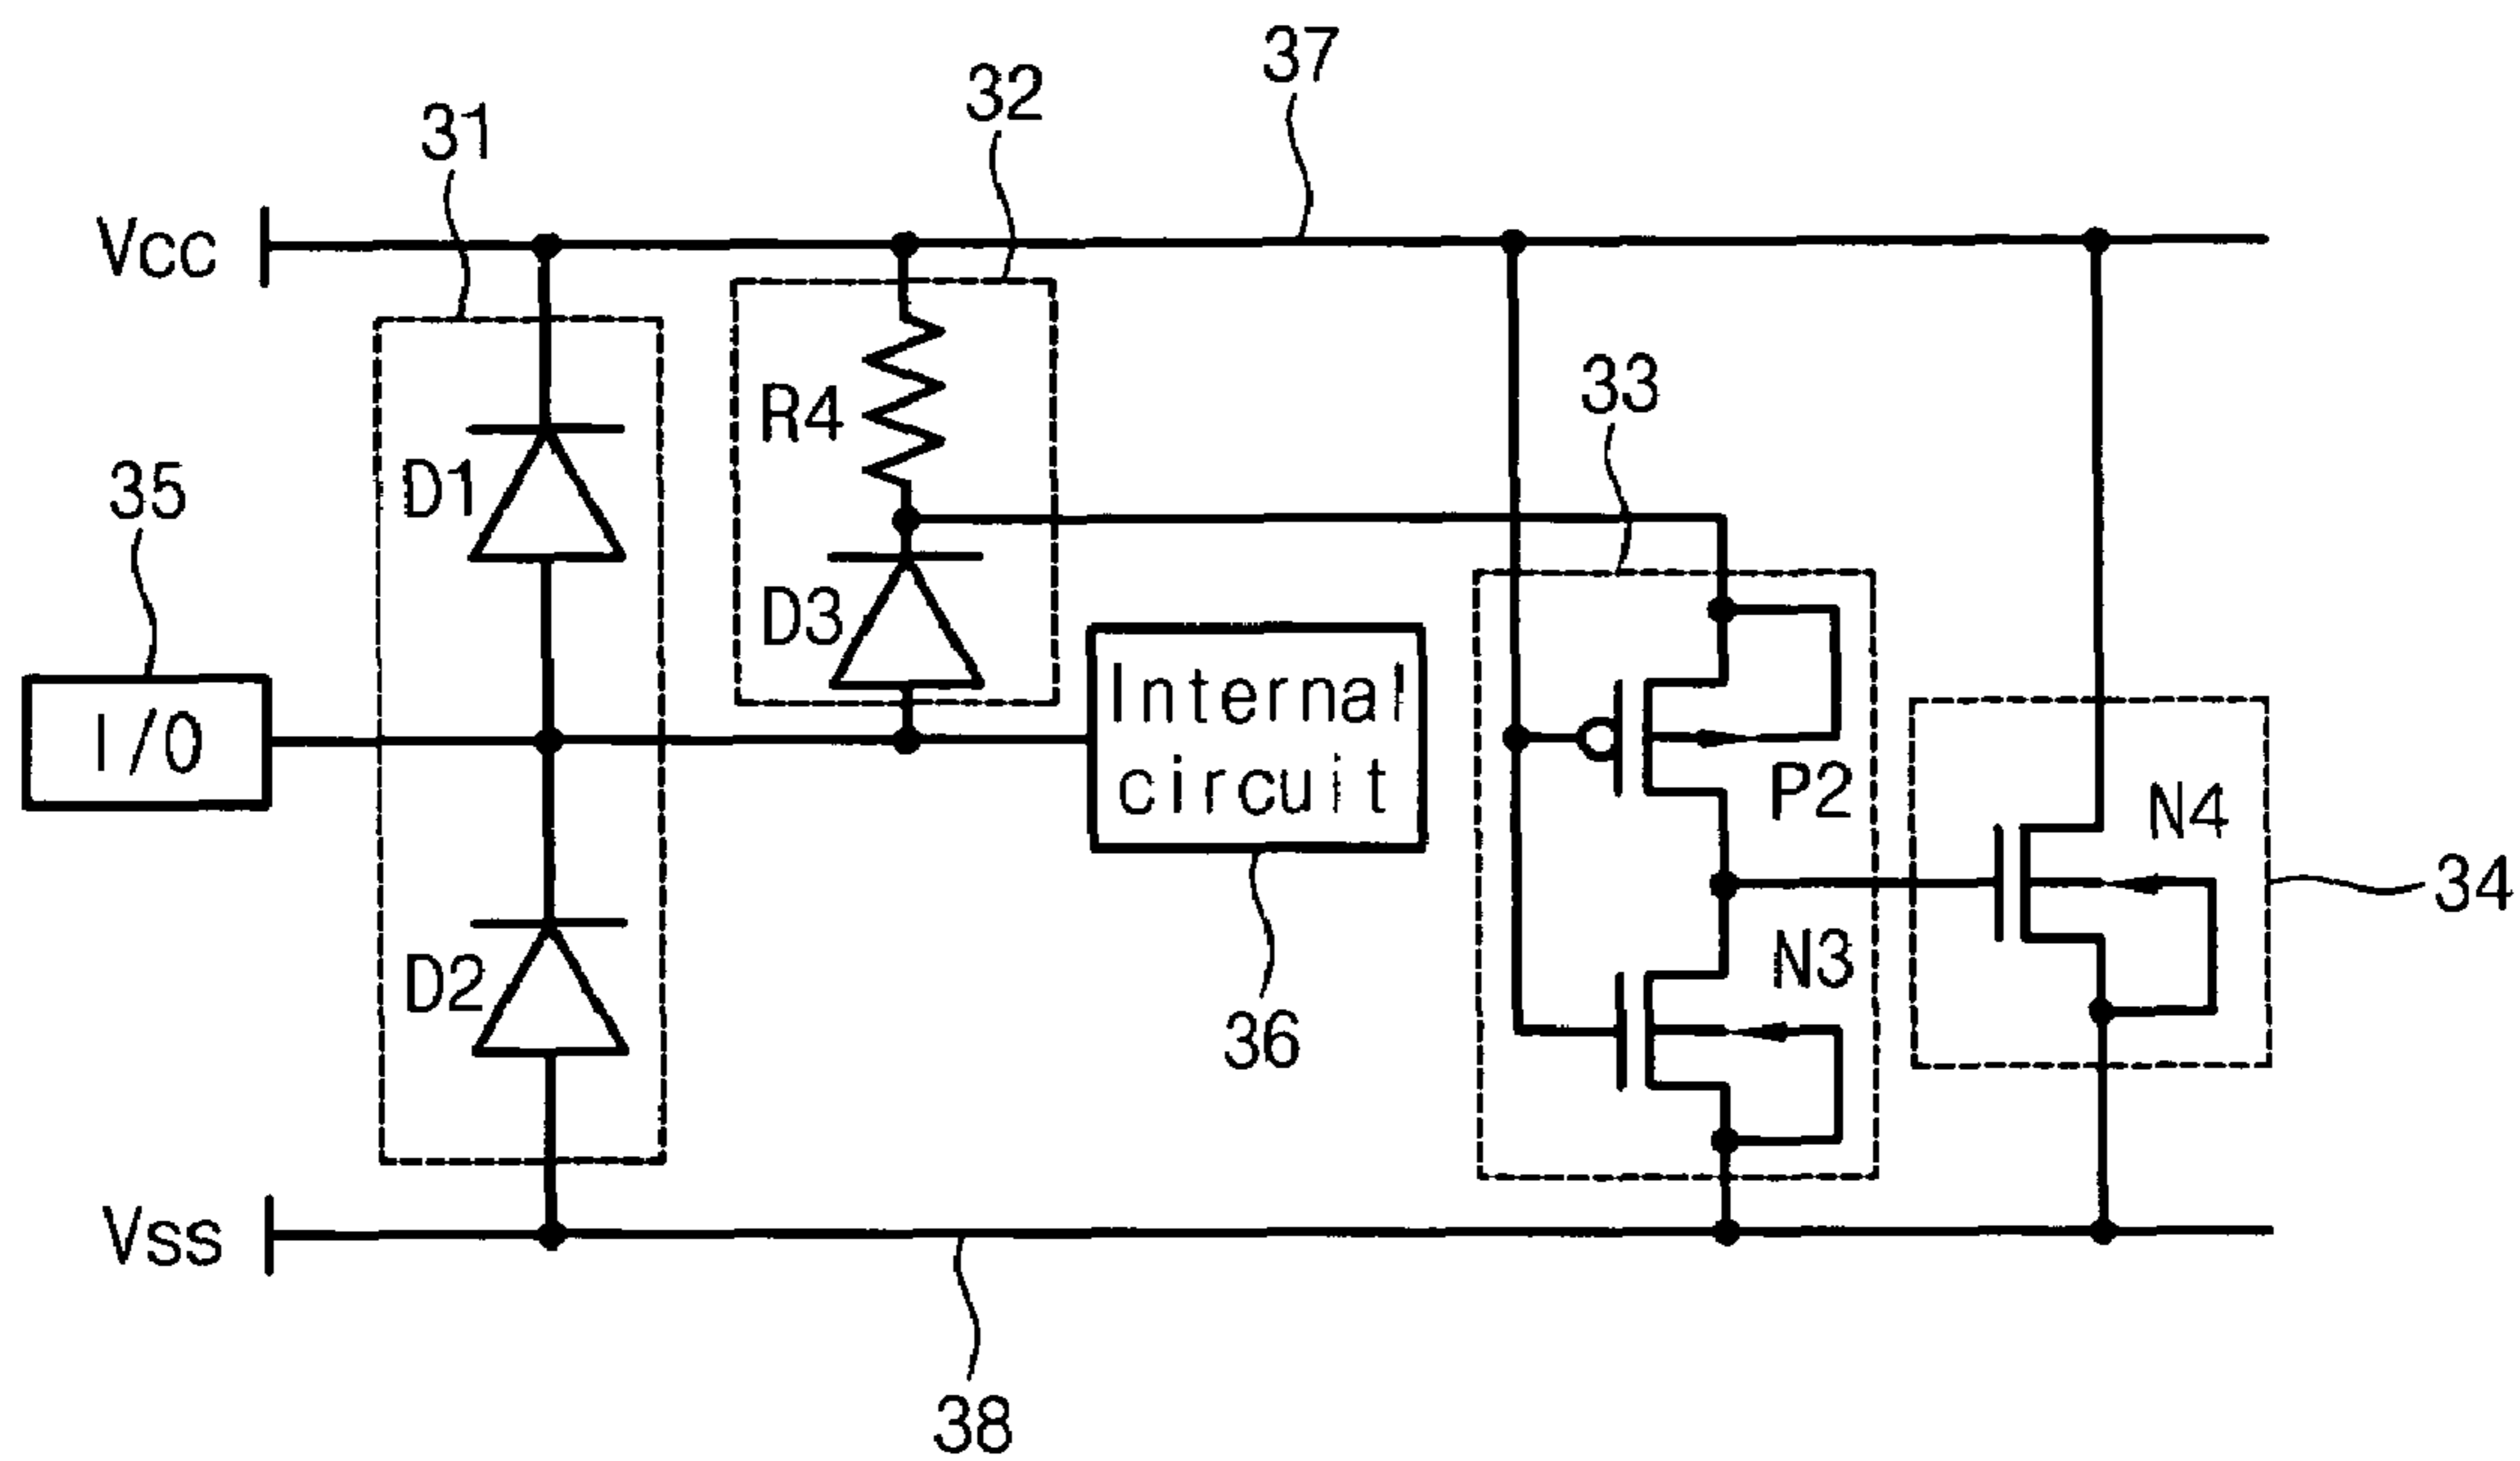 37
32
31
Vcc
33
R4
35
D1
D3
Internal
circuit
I/O
P2
N4
34
N3
D2
36
Vss
38